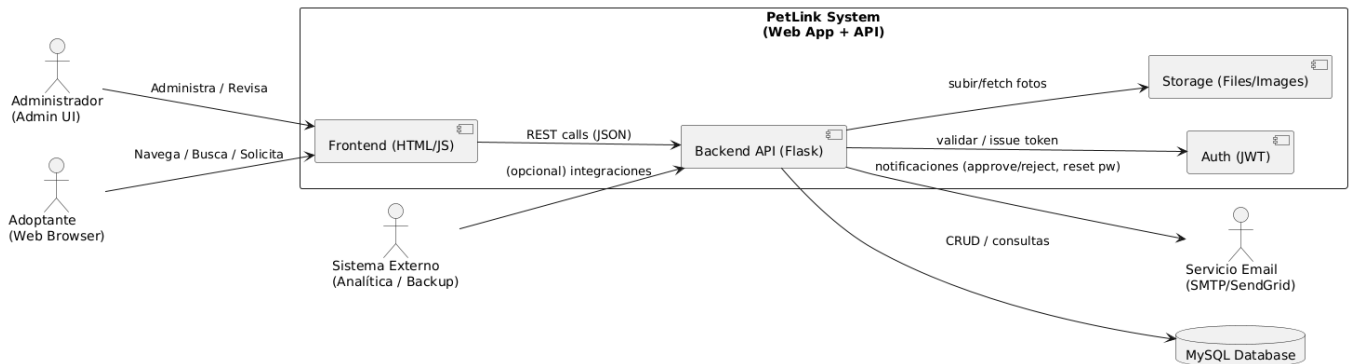 PetLink System
(Web App + API)
Administrador
(Admin UI)
Administra / Revisa
Adoptante
(Web Browser)
Navega / Busca / Solicita
Frontend (HTML/JS)
REST calls (JSON)
(opcional) integraciones
Sistema Externo
(Analítica / Backup)
Backend API (Flask)
subir/fetch fotos
Storage (Files/Images)
validar / issue token
Auth (JWT)
notificaciones (approve/reject, reset pw)
Servicio Email
(SMTP/SendGrid)
CRUD / consultas
MySQL Database